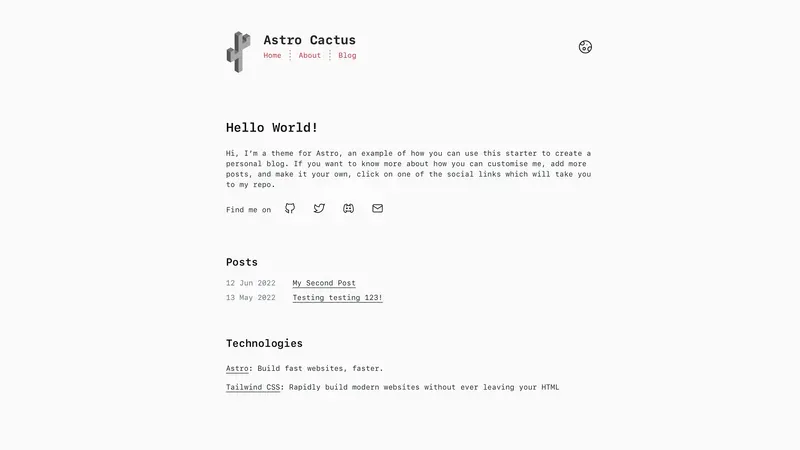 Astro Cactus
Home About Blog
Hello World!
Hi, I’m a theme for Astro, an example of how you can use this starter to create a
personal blog. If you want to know more about how you can customise me, add more
posts, and make it your own, click on one of the social links which will take you
to my repo.
Find me on
Posts
12 Jun 2022 My Second Post
13 May 2022 Testing testing 123!
Technologies
Astro: Build fast websites, faster.
Tailwind CSS: Rapidly build modern websites without ever leaving your HTML